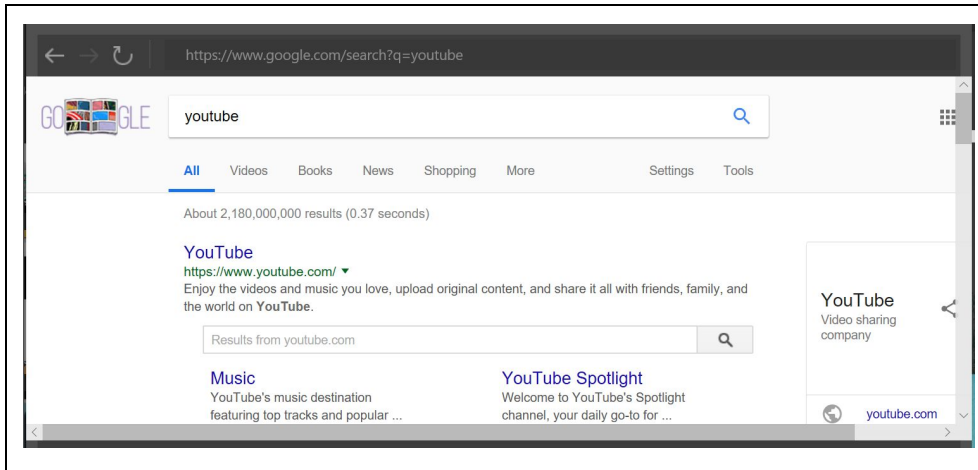 https://www.google.com/search?q=youtube
GO GLE
youtube
All Videos Books News Shopping More Settings Tools
About 2,180,000,000 results (0.37 seconds)
YouTube
https://www.youtube.com/
Enjoy the videos and music you love, upload original content, and share it all with friends, family, and
the world on YouTube.
Results from youtube.com
Music
YouTube's music destination
featuring top tracks and popular ...
YouTube Spotlight
Welcome to YouTube's Spotlight
channel, your daily go-to for ...
YouTube
Video sharing
company
youtube.com